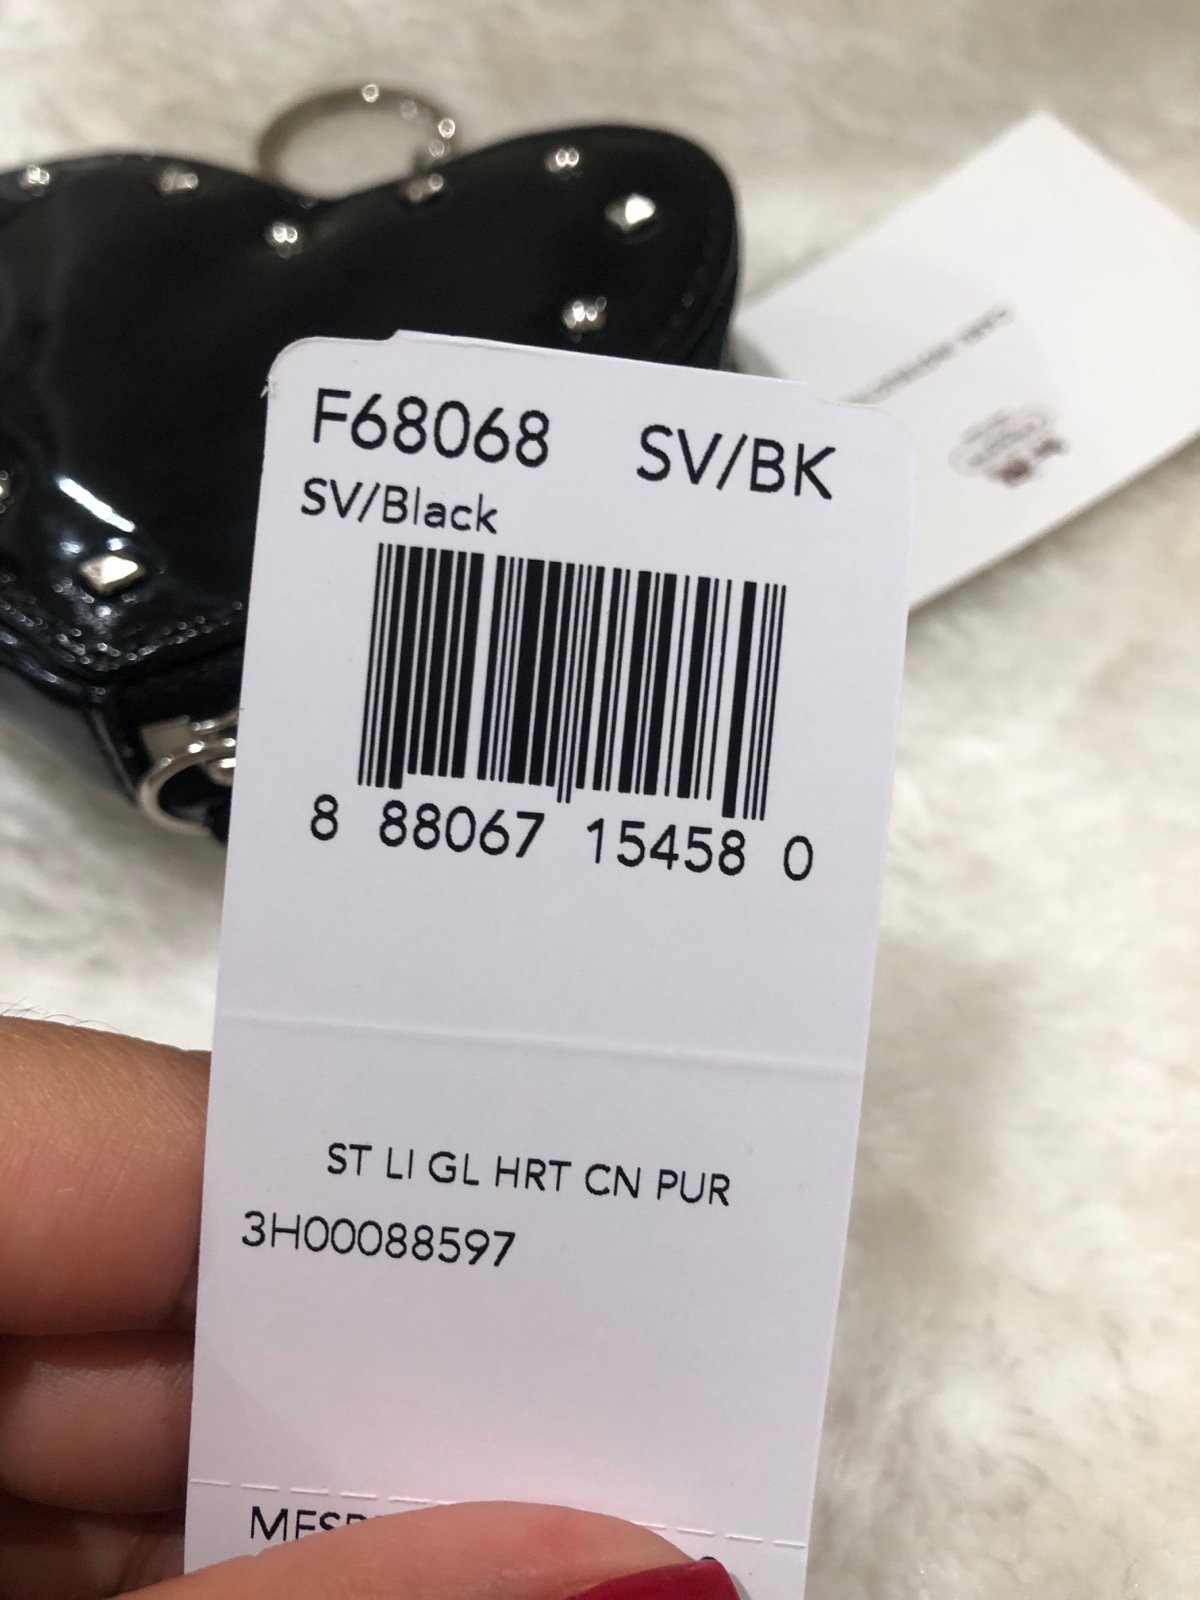 F68068 SV/BK
SV/Black
8 88067 15458 0
ST LI GL HRT CN PUR
3H00088597